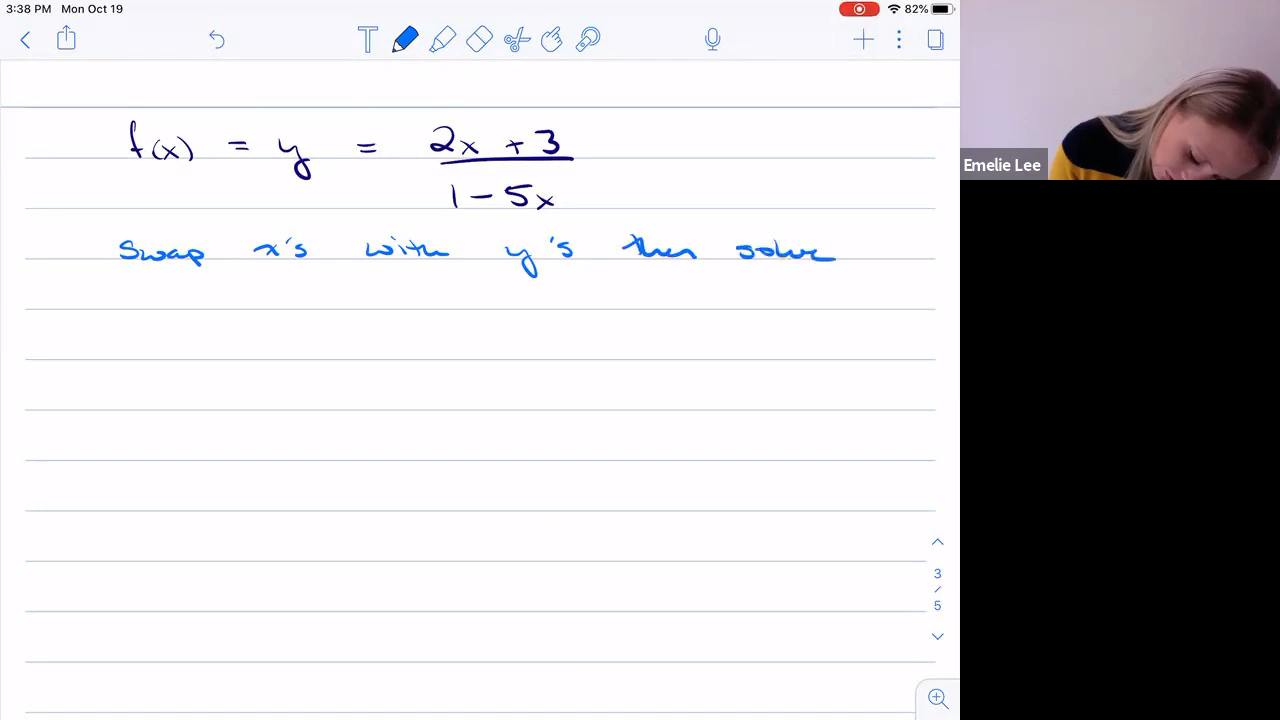 3:38 PM Mon Oct 19
82%
T
f(x) = y = 2x + 3
1 - 5x
Swap x's with y's then solve
Emelie Lee
3
/
5